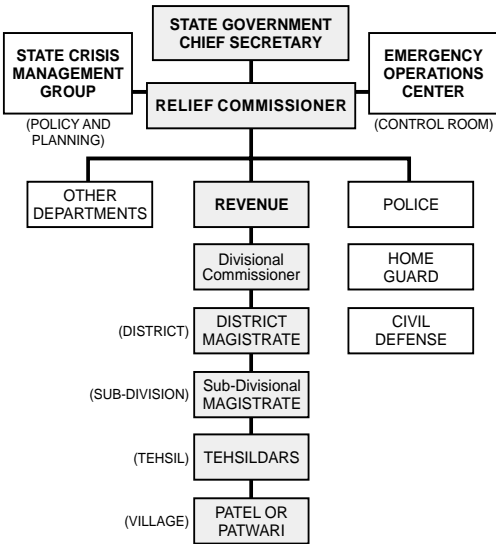 STATE GOVERNMENT
CHIEF SECRETARY
STATE CRISIS
MANAGEMENT
GROUP
(POLICY AND
PLANNING)
RELIEF COMMISSIONER
EMERGENCY
OPERATIONS
CENTER
(CONTROL ROOM)
OTHER
DEPARTMENTS
REVENUE
POLICE
Divisional
Commissioner
HOME
GUARD
(DISTRICT)
DISTRICT
MAGISTRATE
CIVIL
DEFENSE
(SUB-DIVISION)
Sub-Divisional
MAGISTRATE
(TEHSIL)
TEHSILDARS
(VILLAGE)
PATEL OR
PATWARI